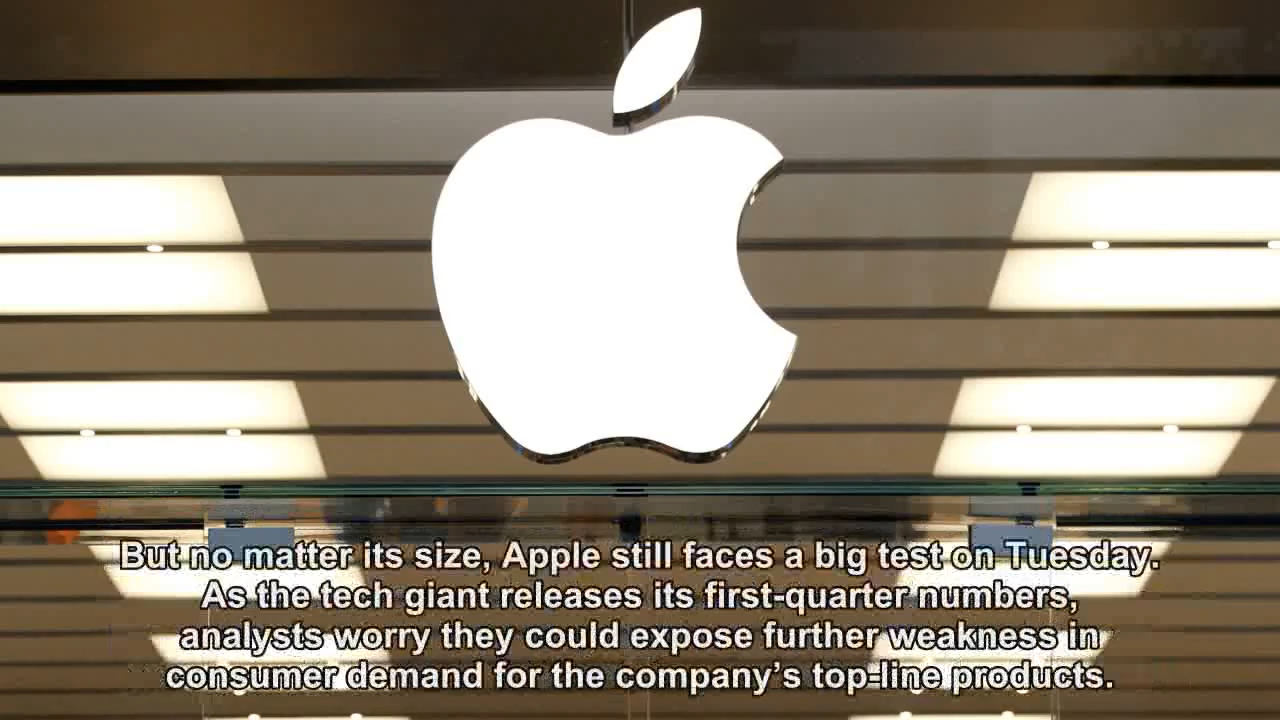 But no matter its size, Apple still faces a big test on Tuesday.
As the tech giant releases its first-quarter numbers,
analysts worry they could expose further weakness in
consumer demand for the company’s top-line products.